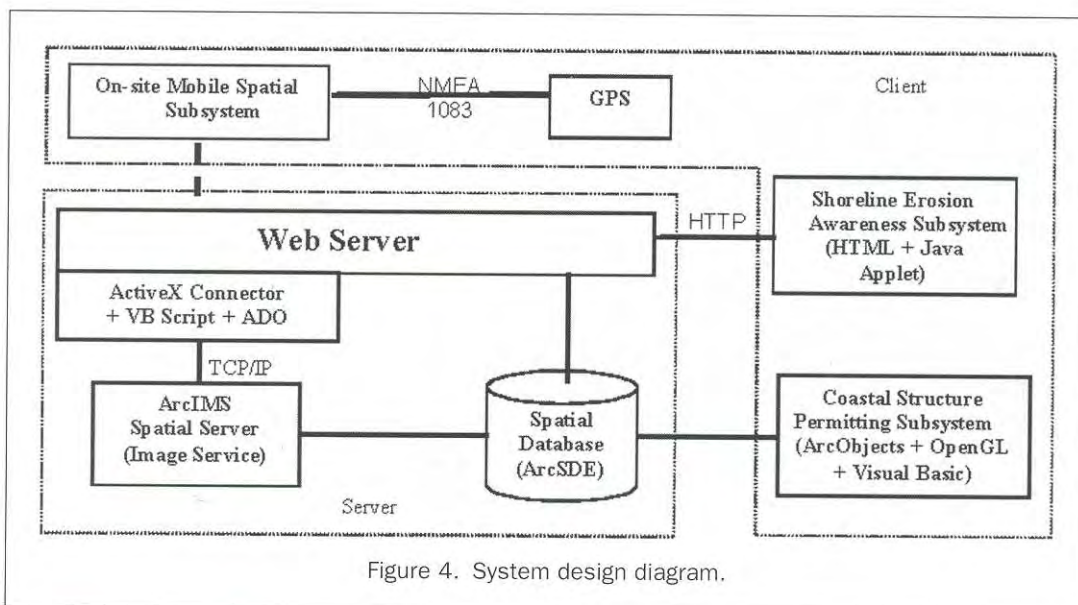 On-site Mobile Spatial
Subsystem
NMFA
1083
GPS
Client
Web Server
HTTP
Shoreline Erosion
Awareness Subsystem
(HTML + Java
Applet)
ActiveX Connector
+ VB Script + ADO
TCP/IP
ArcIMS
Spatial Server
(Image Service)
Spatial
Database
(ArcSDE)
Coastal Structure
Permitting Subsystem
(ArcObjects + OpenGL
+ Visual Basic)
Server
Figure 4. System design diagram.